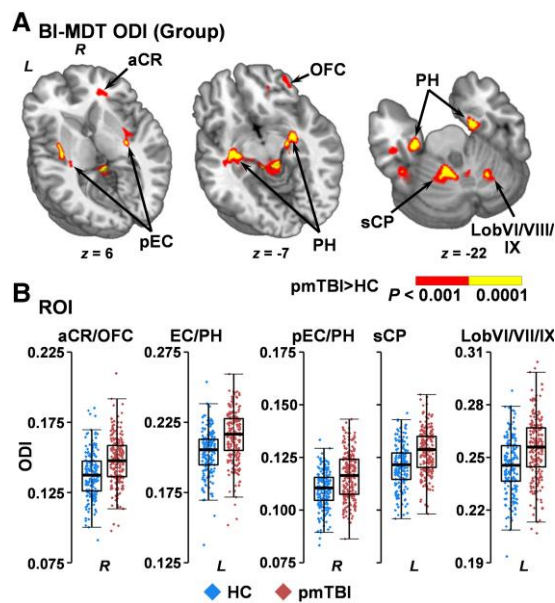 A BI-MDT ODI (Group)
R
L
aCR
OFC
PH
pEC
PH
sCP
LobVI/VIII/
IX
z = 6
z = -7
z = -22
pmTBI>HC
P < 0.001 0.0001
B ROI
aCR/OFC EC/PH pEC/PH sCP LobVI/VII/IX
0.225 0.275 0.175 0.31
0.175 0.225 0.150 0.28
ODI
0.125 0.175 0.125 0.25
0.100 0.22
0.075 0.125 0.075 0.19
R L R L L
HC pmTBI